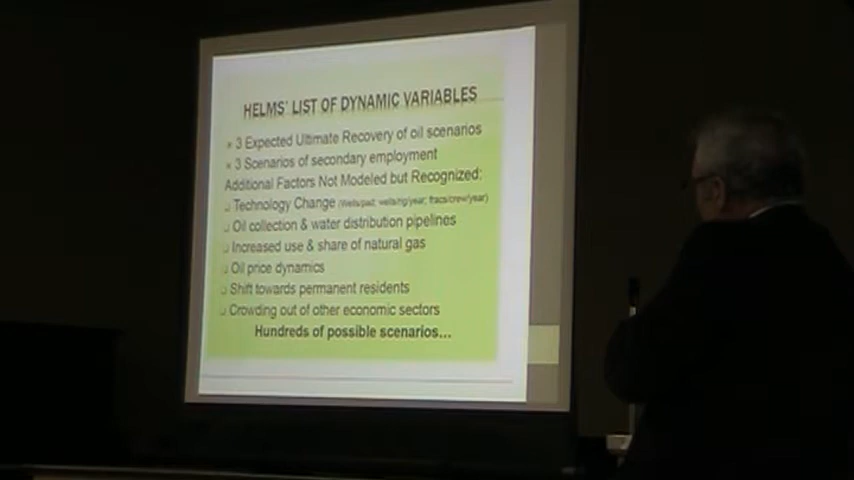 HELMS' LIST OF DYNAMIC VARIABLES
3 Expected Ultimate Recovery of oil scenarios
3 Scenarios of secondary employment
Additional Factors Not Modeled but Recognized:
Technology Change (Wells/pad; wells/rig/year; fracs/crew/year)
Oil collection & water distribution pipelines
Increased use & share of natural gas
Oil price dynamics
Shift towards permanent residents
Crowding out of other economic sectors
Hundreds of possible scenarios...